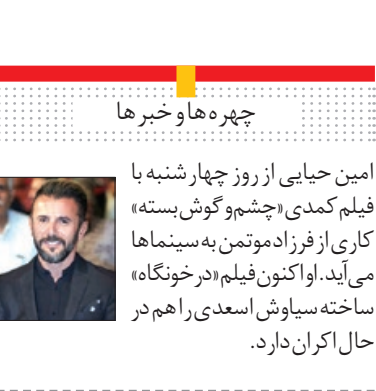 چهره‌ها و خبرها
امین حیایی از روز چهارشنبه با
فیلم کمدی «چشم و گوش بسته»
کاری از فرزاد موتمن به سینماها
می‌آید. او اکنون فیلم «درخونگاه»
ساخته سیاوش اسعدی را هم در
حال اکران دارد.